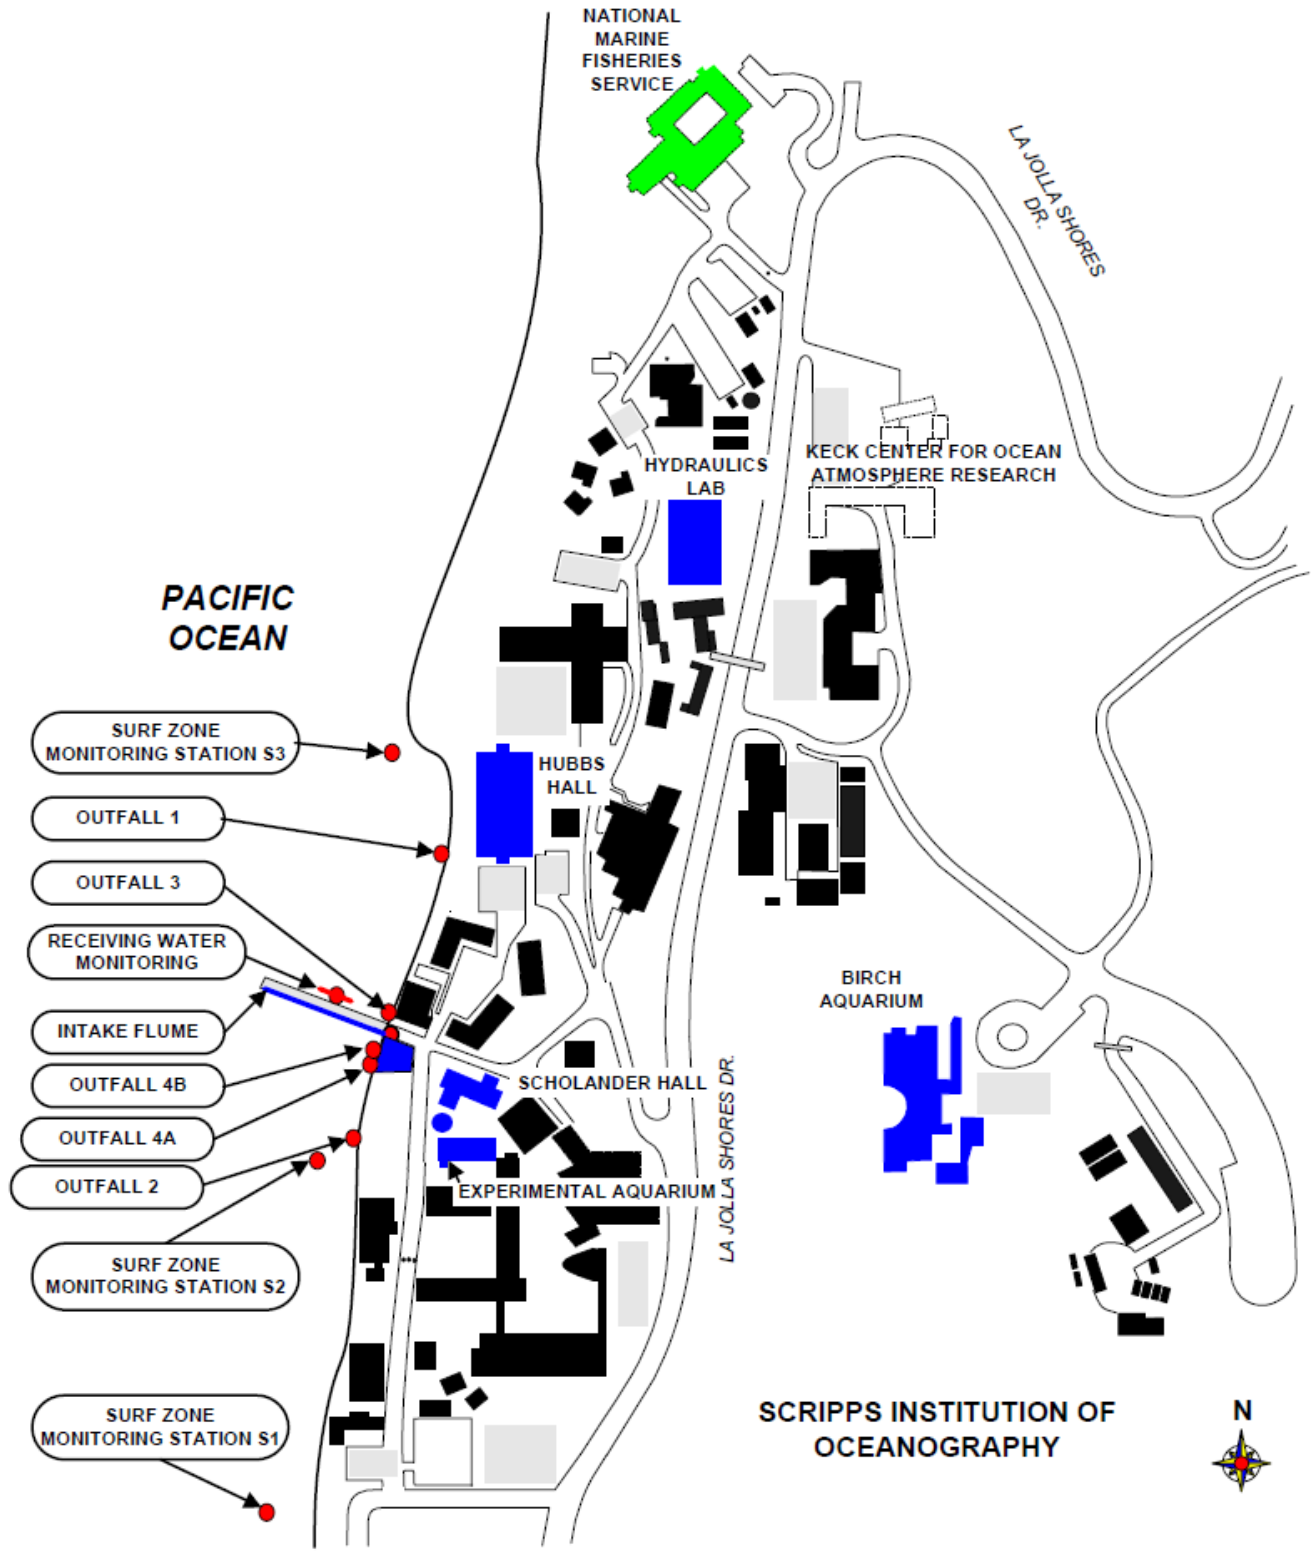 NATIONAL
MARINE
FISHERIES
SERVICE
LA JOLLA SHORES
DR.
HYDRAULICS
LAB
KECK CENTER FOR OCEAN
ATMOSPHERE RESEARCH
PACIFIC
OCEAN
SURF ZONE
MONITORING STATION S3
HUBBS
HALL
OUTFALL 1
OUTFALL 3
RECEIVING WATER
MONITORING
BIRCH
AQUARIUM
INTAKE FLUME
OUTFALL 4B
SCHOLANDER HALL
LA JOLLA SHORES DR.
OUTFALL 4A
OUTFALL 2
EXPERIMENTAL AQUARIUM
SURF ZONE
MONITORING STATION S2
SURF ZONE
MONITORING STATION S1
SCRIPPS INSTITUTION OF
OCEANOGRAPHY
N